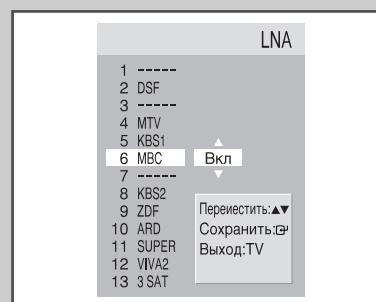 LNA
1 -----
2 DSF
3 -----
4 MTV
5 KBS1
6 MBC Вкл
7 -----
8 KBS2
9 ZDF
10 ARD
11 SUPER
12 VIVA2
13 3 SAT
Переиестить:▲▼
Сохранить:
Выход:TV